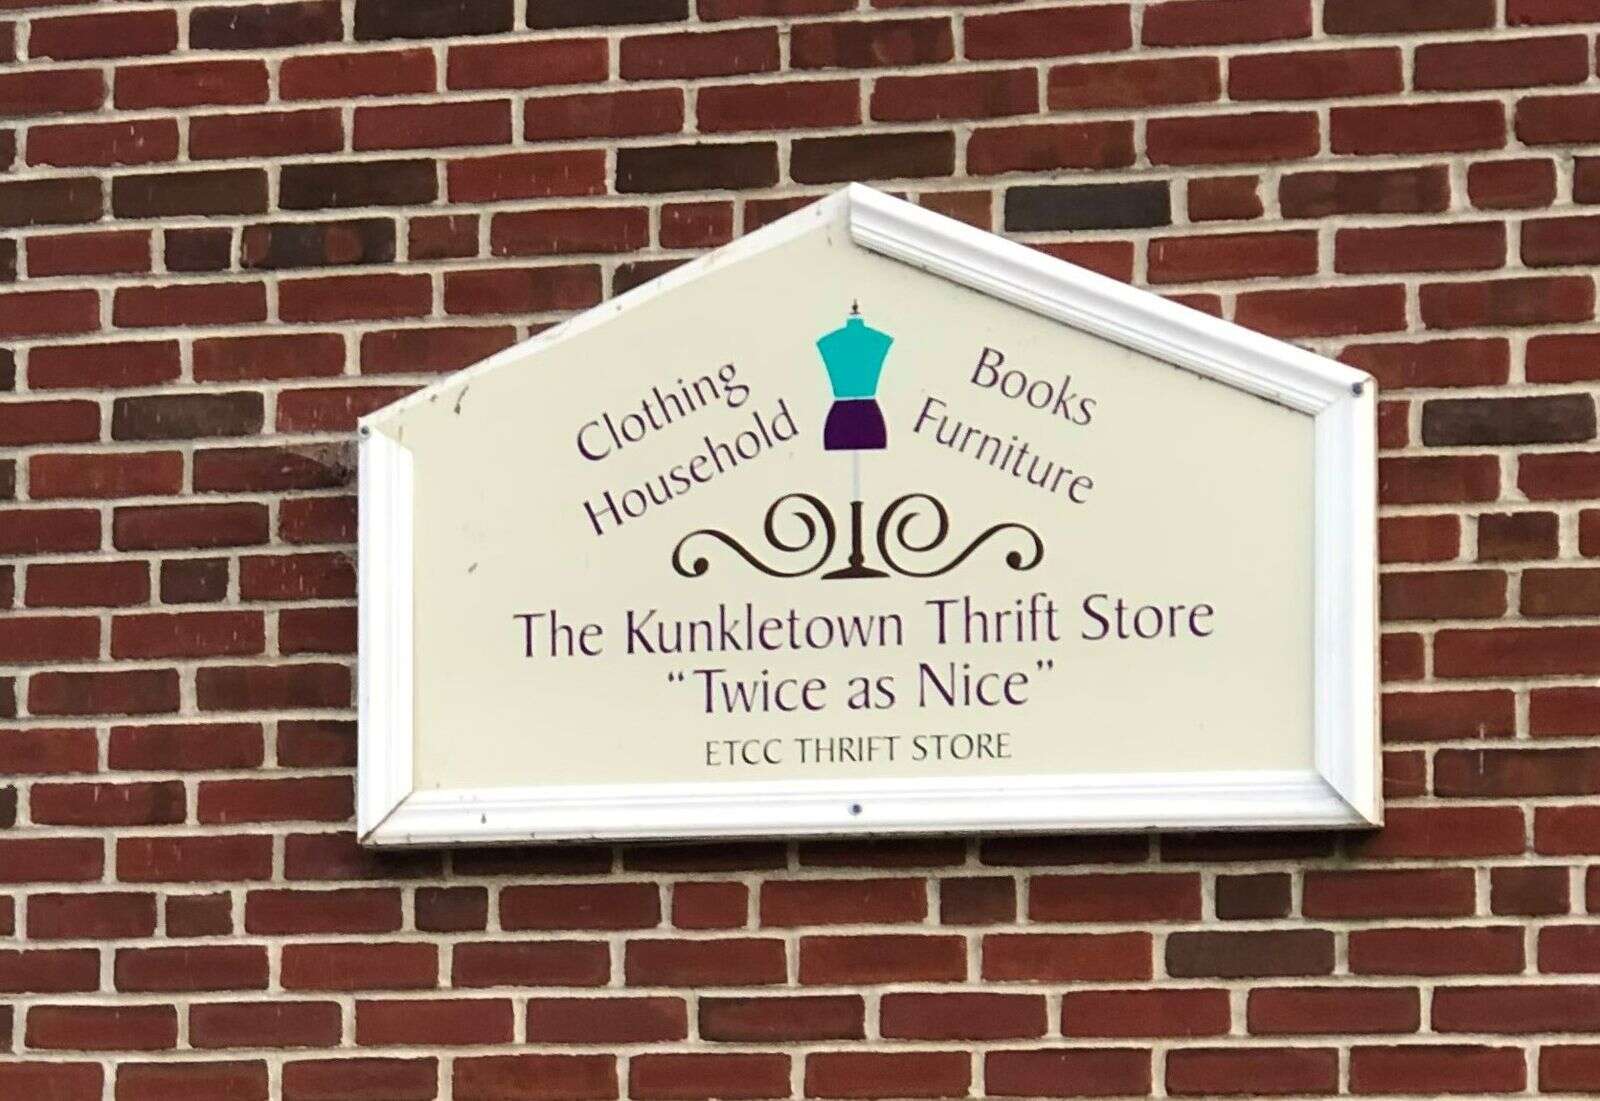 Clothing
Household
Books
Furniture
The Kunkletown Thrift Store
“Twice as Nice”
ETCC THRIFT STORE